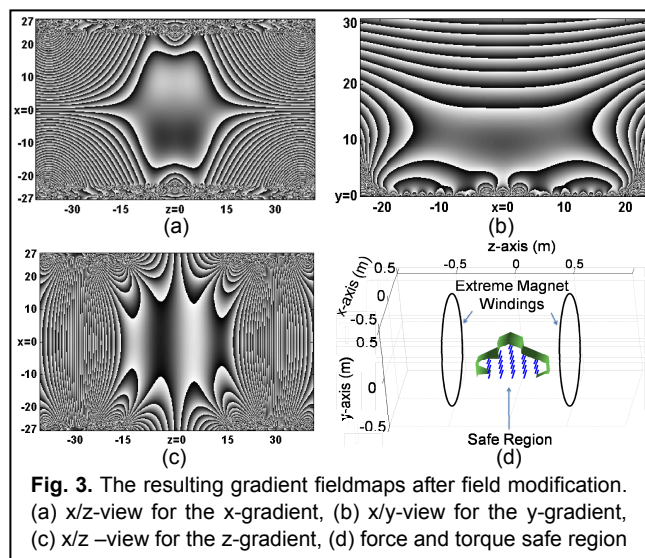 27
20
10
x=0
-10
-20
-27
-30
-15
z=0
15
30
(a)
30
20
10
y=0
-20
-10
x=0
10
20
(b)
27
20
10
x=0
-10
-20
-27
-30
-15
z=0
15
30
(c)
z-axis (m)
-0.5
0
0.5
x-axis (m)
0.5
0
-0.5
Extreme Magnet
Windings
y-axis (m)
0.5
0
-0.5
Safe Region
(d)
Fig. 3. The resulting gradient fieldmaps after field modification.
(a) x/z-view for the x-gradient, (b) x/y-view for the y-gradient,
(c) x/z –view for the z-gradient, (d) force and torque safe region